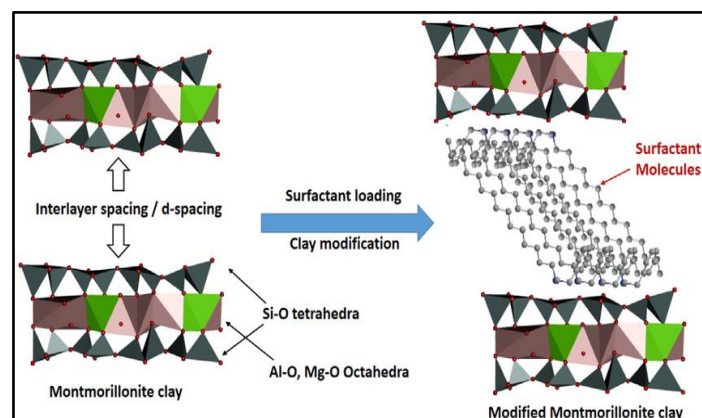 Interlayer spacing / d-spacing
Surfactant loading
Clay modification
Surfactant
Molecules
Si-O tetrahedra
Al-O, Mg-O Octahedra
Montmorillonite clay
Modified Montmorillonite clay